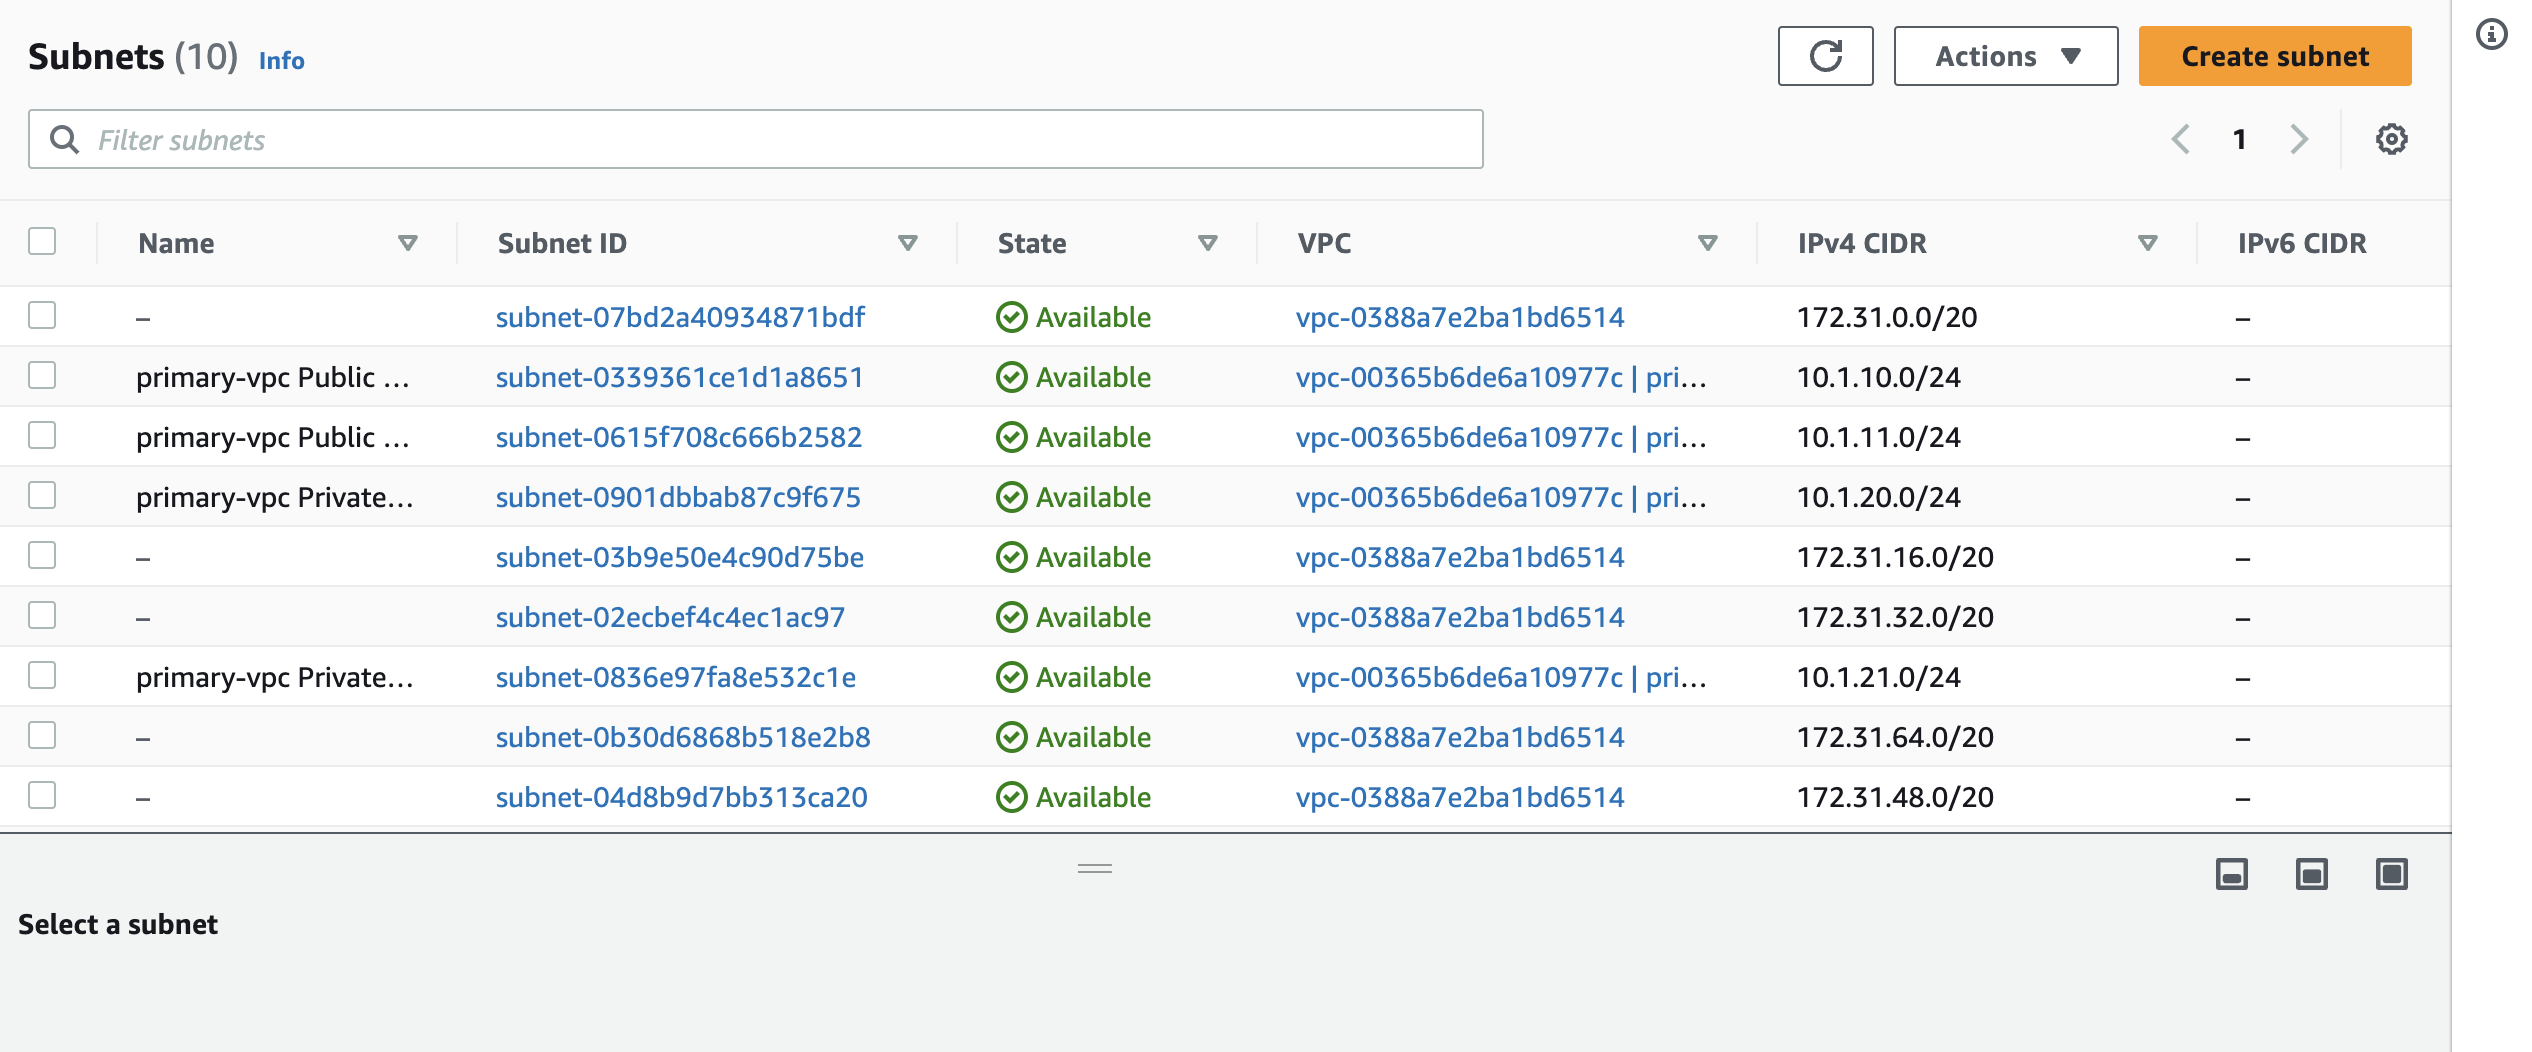 Subnets (10) Info
Actions
Create subnet
Filter subnets
1
Name Subnet ID State VPC IPv4 CIDR IPv6 CIDR
– subnet-07bd2a40934871bdf Available vpc-0388a7e2ba1bd6514 172.31.0.0/20 –
primary-vpc Public ... subnet-0339361ce1d1a8651 Available vpc-00365b6de6a10977c | pri... 10.1.10.0/24 –
primary-vpc Public ... subnet-0615f708c666b2582 Available vpc-00365b6de6a10977c | pri... 10.1.11.0/24 –
primary-vpc Private... subnet-0901dbbab87c9f675 Available vpc-00365b6de6a10977c | pri... 10.1.20.0/24 –
– subnet-03b9e50e4c90d75be Available vpc-0388a7e2ba1bd6514 172.31.16.0/20 –
– subnet-02ecbef4c4ec1ac97 Available vpc-0388a7e2ba1bd6514 172.31.32.0/20 –
primary-vpc Private... subnet-0836e97fa8e532c1e Available vpc-00365b6de6a10977c | pri... 10.1.21.0/24 –
– subnet-0b30d6868b518e2b8 Available vpc-0388a7e2ba1bd6514 172.31.64.0/20 –
– subnet-04d8b9d7bb313ca20 Available vpc-0388a7e2ba1bd6514 172.31.48.0/20 –
Select a subnet